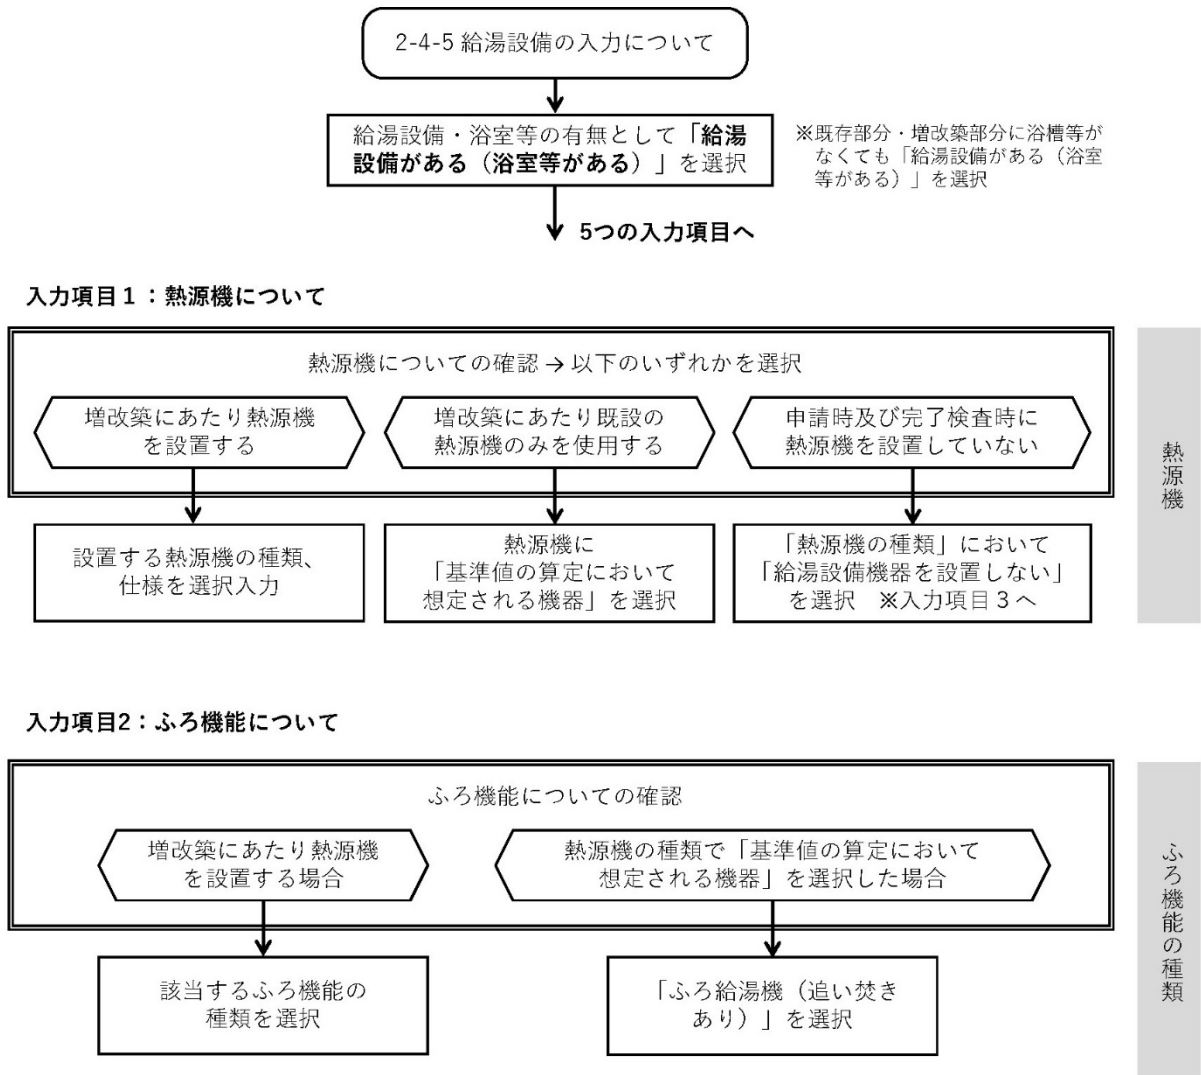 2-4-5 給湯設備の入力について
給湯設備・浴室等の有無として「給湯
設備がある（浴室等がある）」を選択
※既存部分・増改築部分に浴槽等が
なくても「給湯設備がある（浴室
等がある）」を選択
5つの入力項目へ
入力項目１：熱源機について
熱源機についての確認 → 以下のいずれかを選択
増改築にあたり熱源機
を設置する
増改築にあたり既設の
熱源機のみを使用する
申請時及び完了検査時に
熱源機を設置していない
設置する熱源機の種類、
仕様を選択入力
熱源機に
「基準値の算定において
想定される機器」を選択
「熱源機の種類」において
「給湯設備機器を設置しない」
を選択　※入力項目３へ
熱源機
入力項目2：ふろ機能について
ふろ機能についての確認
増改築にあたり熱源機
を設置する場合
熱源機の種類で「基準値の算定において
想定される機器」を選択した場合
該当するふろ機能の
種類を選択
「ふろ給湯機（追い焚き
あり）」を選択
ふろ機能の種類